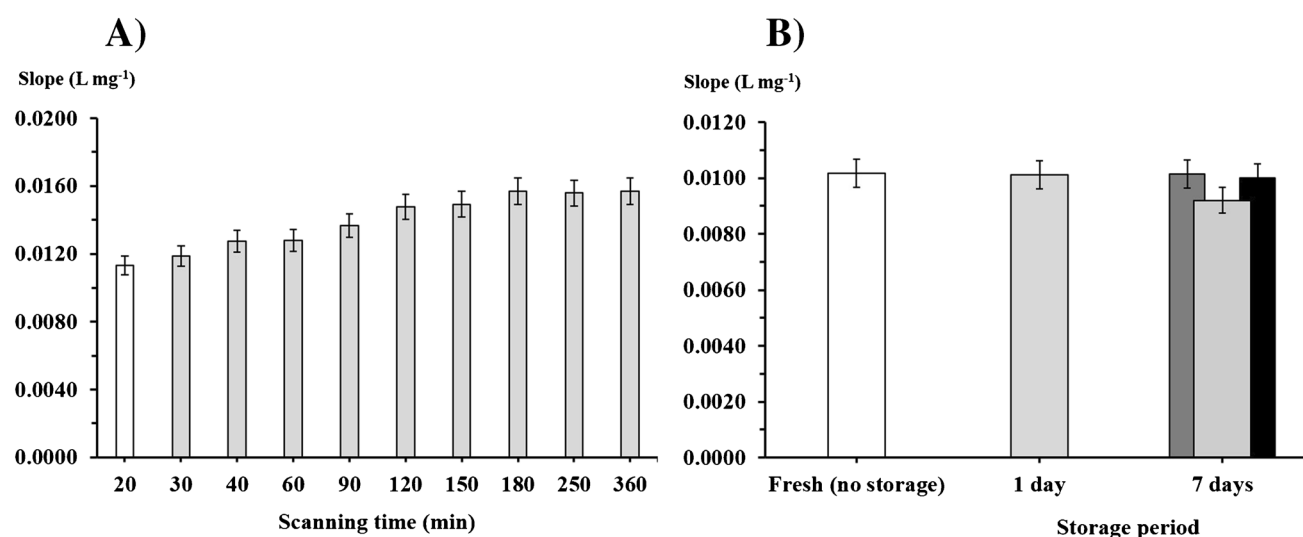 A)
Slope (L mg⁻¹)
0.0200
0.0160
0.0120
0.0080
0.0040
0.0000
20 30 40 60 90 120 150 180 250 360
Scanning time (min)
B)
Slope (L mg⁻¹)
0.0120
0.0100
0.0080
0.0060
0.0040
0.0020
0.0000
Fresh (no storage) 1 day 7 days
Storage period